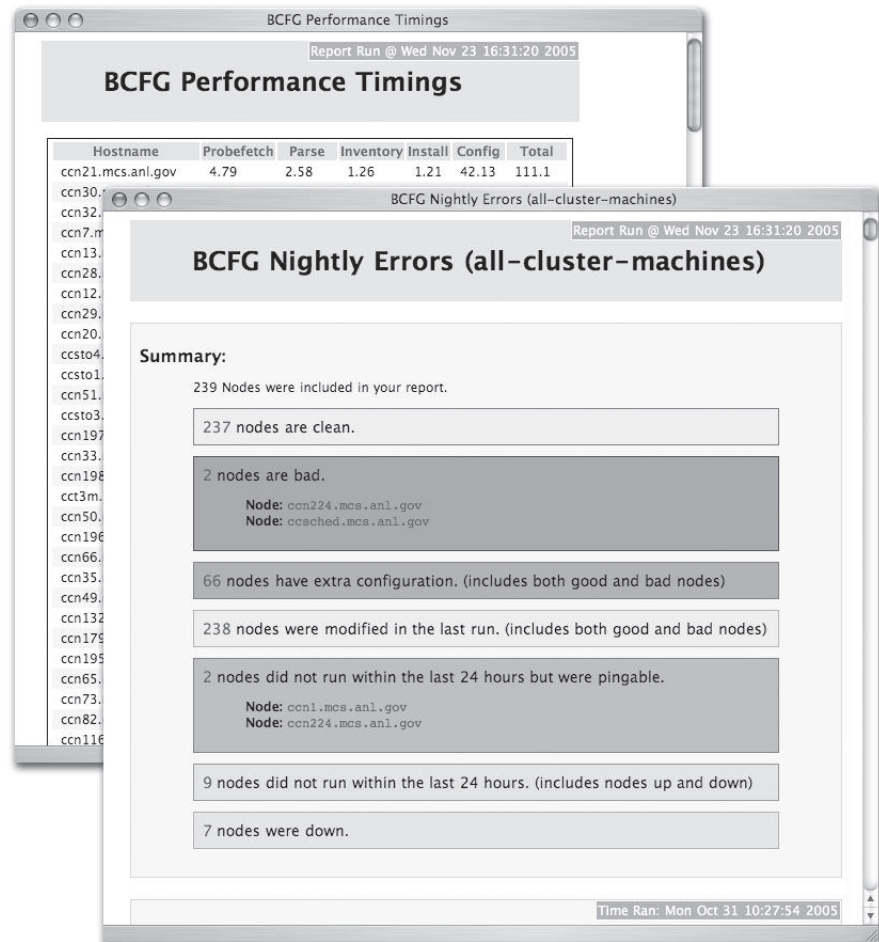 BCFG Performance Timings
Report Run @ Wed Nov 23 16:31:20 2005
BCFG Performance Timings
Hostname Probefetch Parse Inventory Install Config Total
ccn21.mcs.anl.gov 4.79 2.58 1.26 1.21 42.13 111.1
ccn30.
ccn32.
ccn7.m
ccn13.
ccn28.
ccn12.
ccn29.
ccn20.
ccsto4.
ccsto1.
ccn51.
ccsto3.
ccn197
ccn33.
ccn198
cct3m.
ccn50.
ccn196
ccn66.
ccn35.
ccn49.
ccn132
ccn179
ccn195
ccn65.
ccn73.
ccn82.
ccn116
BCFG Nightly Errors (all-cluster-machines)
Report Run @ Wed Nov 23 16:31:20 2005
BCFG Nightly Errors (all-cluster-machines)
Summary:
239 Nodes were included in your report.
237 nodes are clean.
2 nodes are bad.
Node: ccn224.mcs.anl.gov
Node: ccsched.mcs.anl.gov
66 nodes have extra configuration. (includes both good and bad nodes)
238 nodes were modified in the last run. (includes both good and bad nodes)
2 nodes did not run within the last 24 hours but were pingable.
Node: ccn1.mcs.anl.gov
Node: ccn224.mcs.anl.gov
9 nodes did not run within the last 24 hours. (includes nodes up and down)
7 nodes were down.
Time Ran: Mon Oct 31 10:27:54 2005